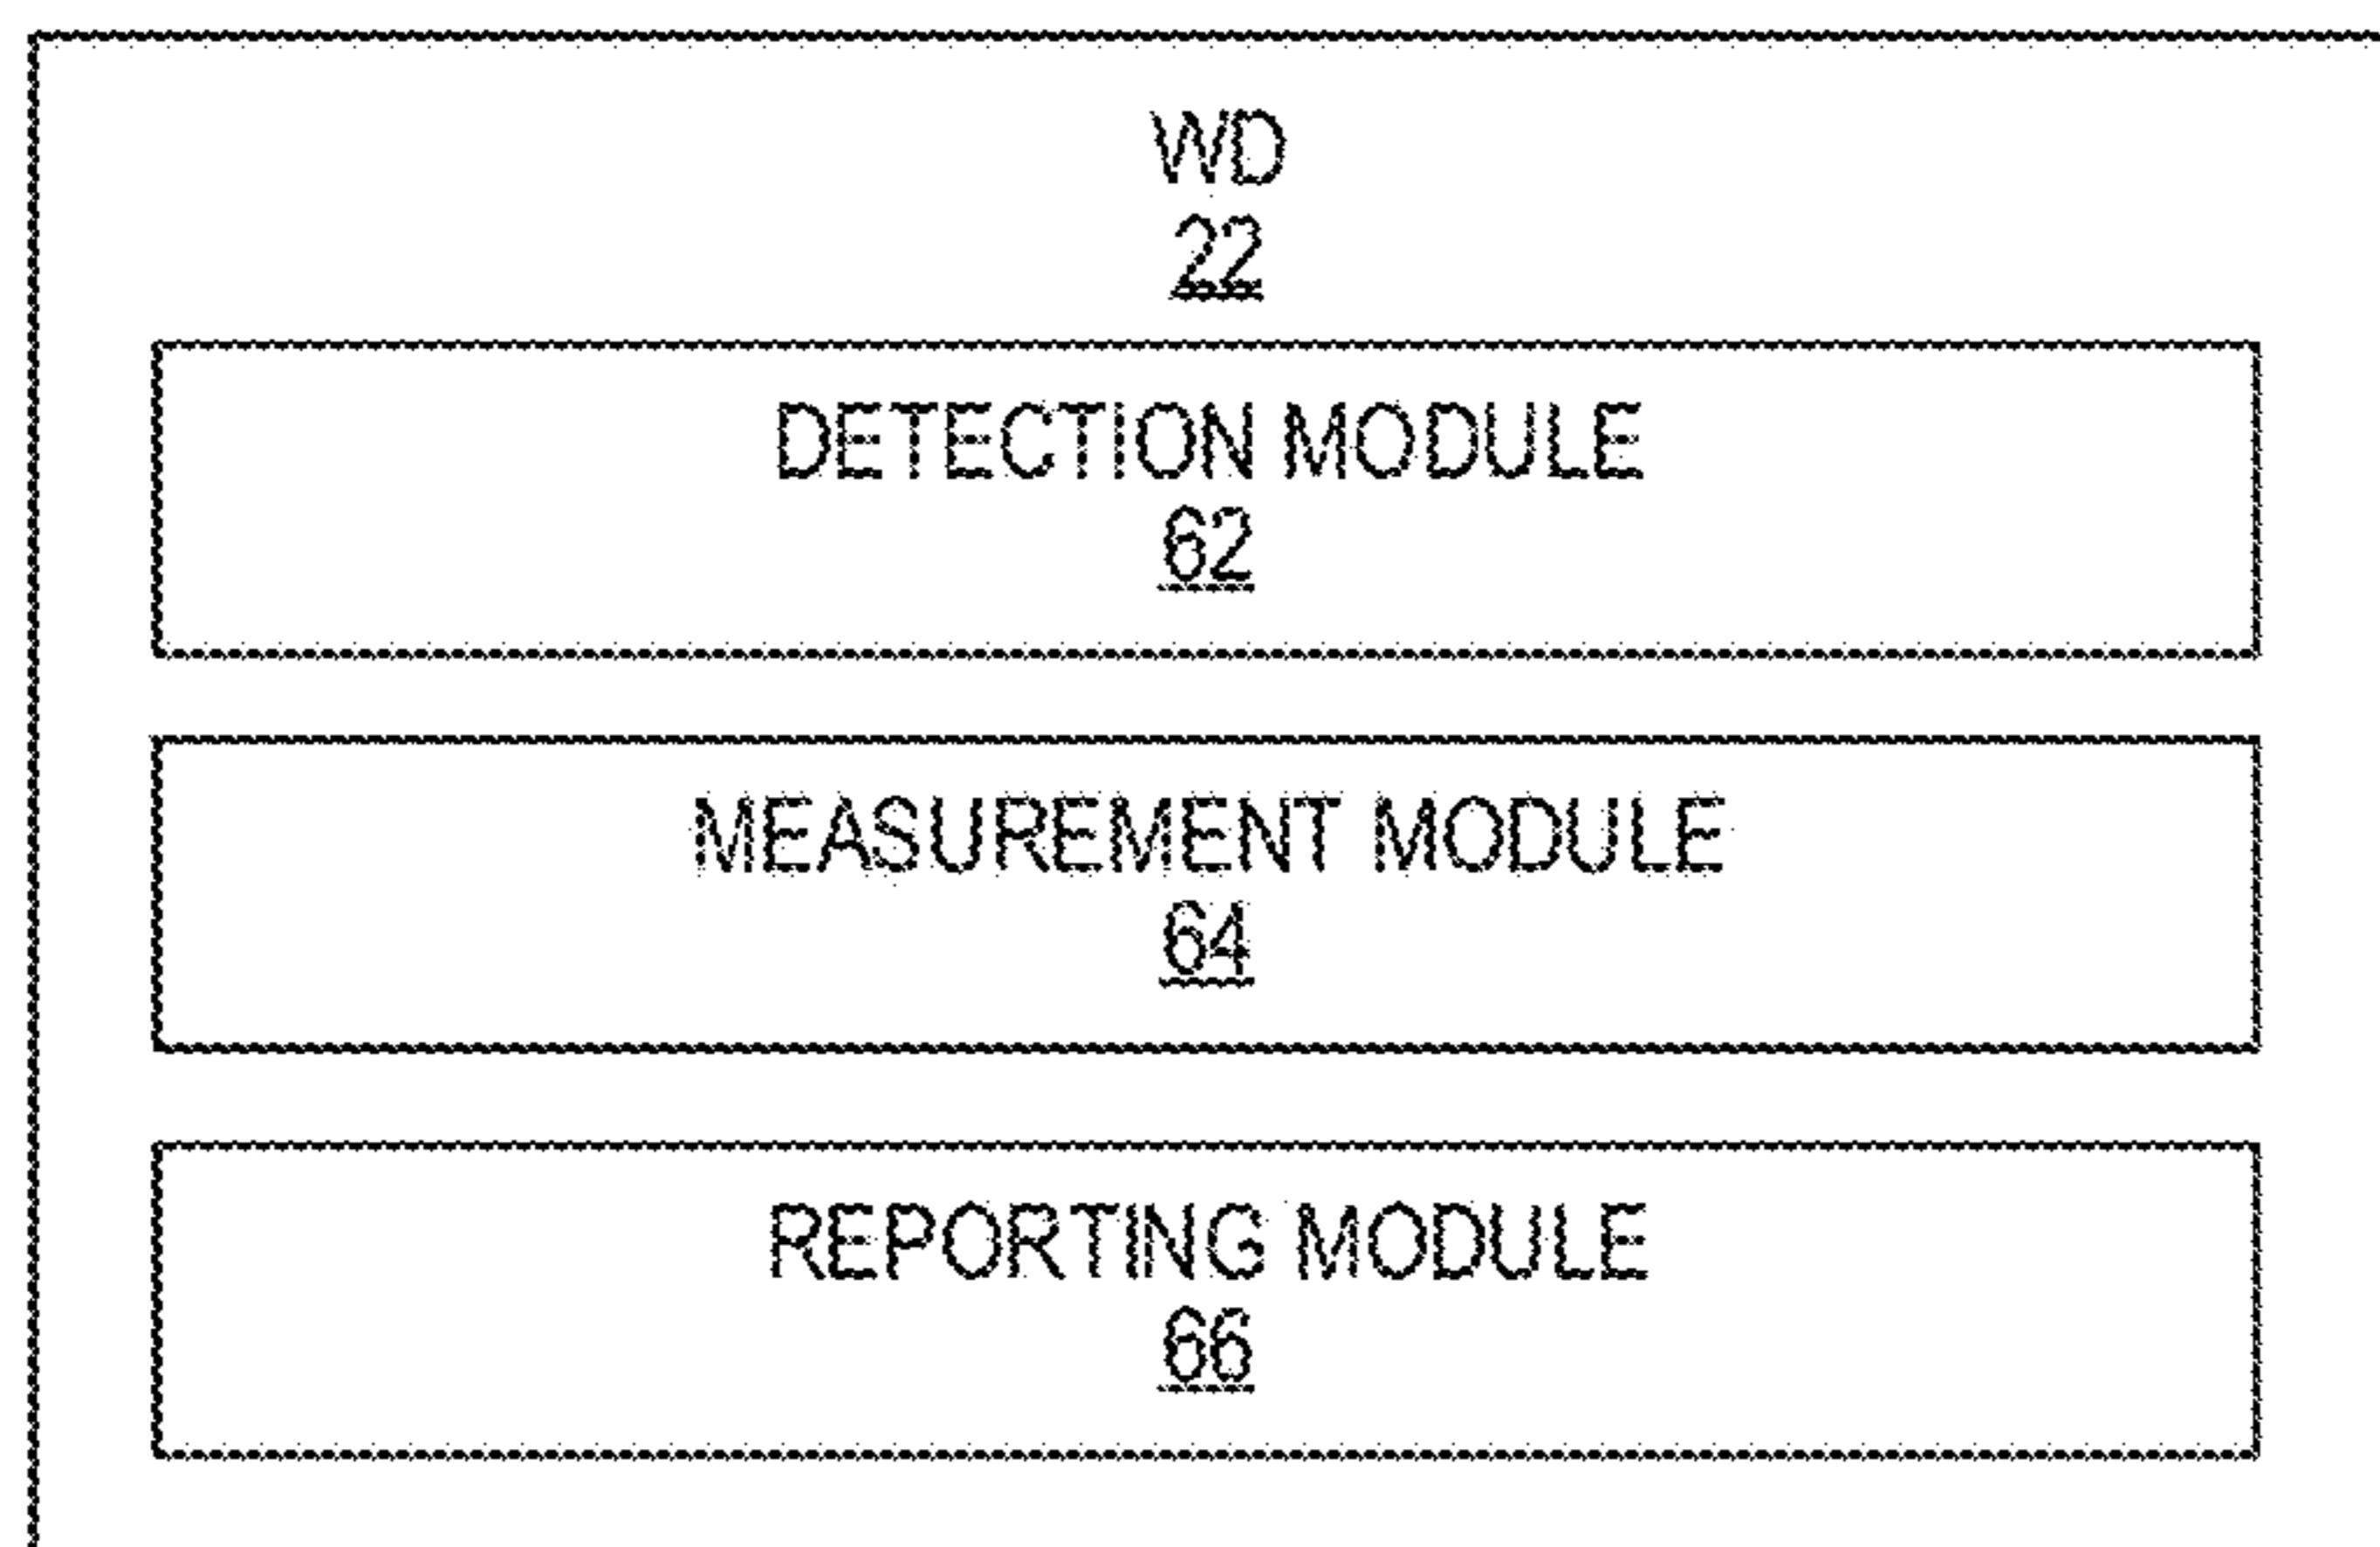 WD
22
DETECTION MODULE
62
MEASUREMENT MODULE
64
REPORTING MODULE
66